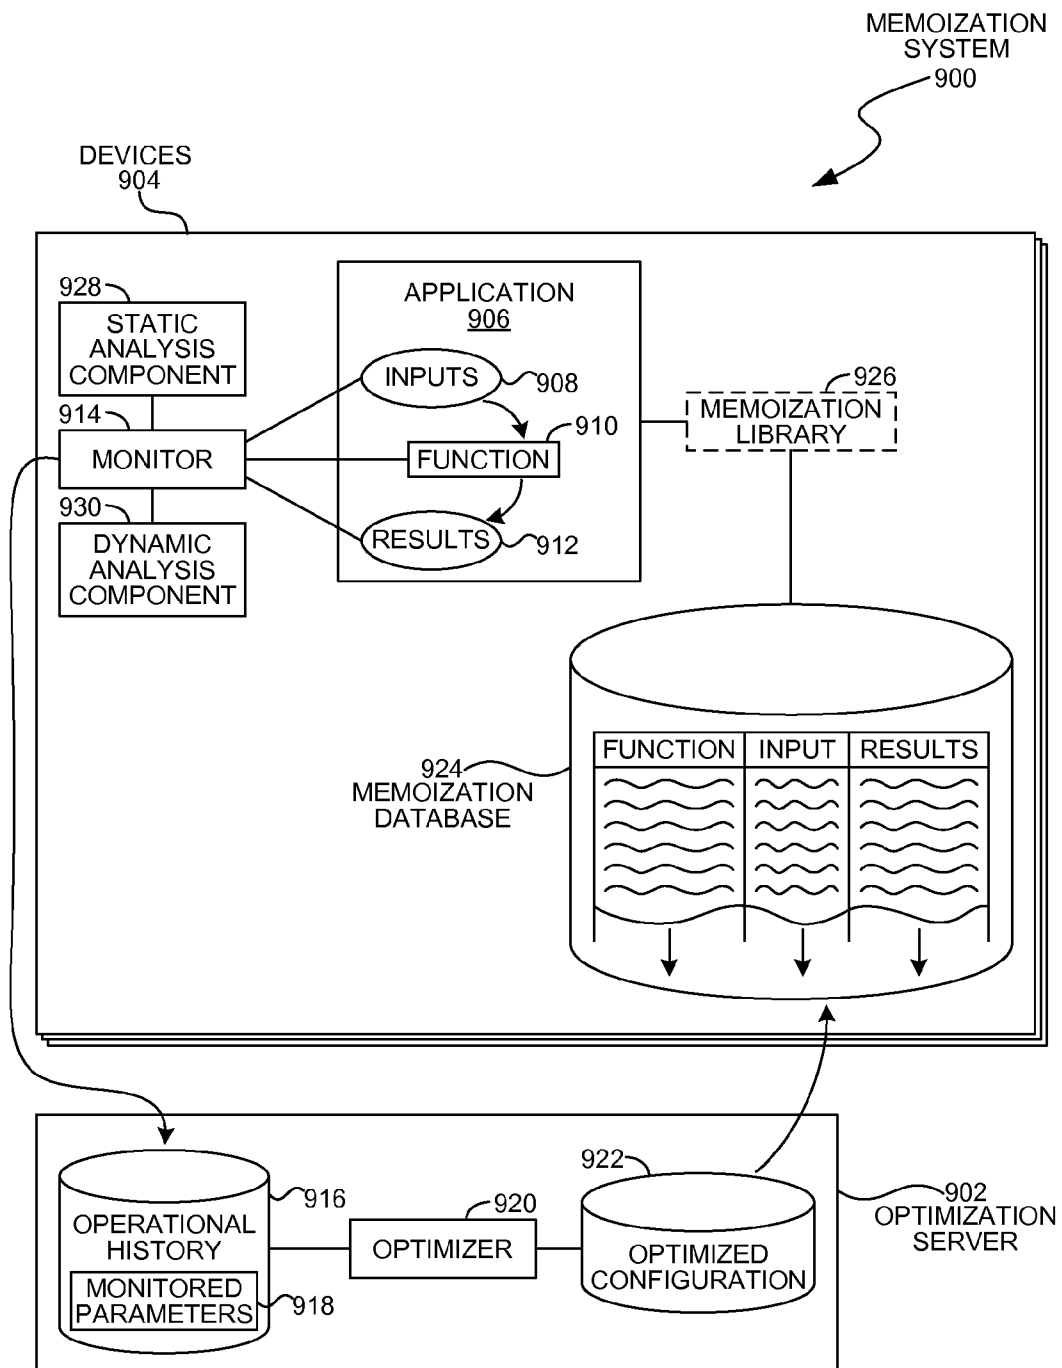 MEMOIZATION
SYSTEM
900
DEVICES
904
928
STATIC
ANALYSIS
COMPONENT
914
MONITOR
930
DYNAMIC
ANALYSIS
COMPONENT
APPLICATION
906
INPUTS
908
910
FUNCTION
RESULTS
912
926
MEMOIZATION
LIBRARY
924
MEMOIZATION
DATABASE
FUNCTION INPUT RESULTS
916
OPERATIONAL
HISTORY
MONITORED
PARAMETERS
918
920
OPTIMIZER
922
OPTIMIZED
CONFIGURATION
902
OPTIMIZATION
SERVER